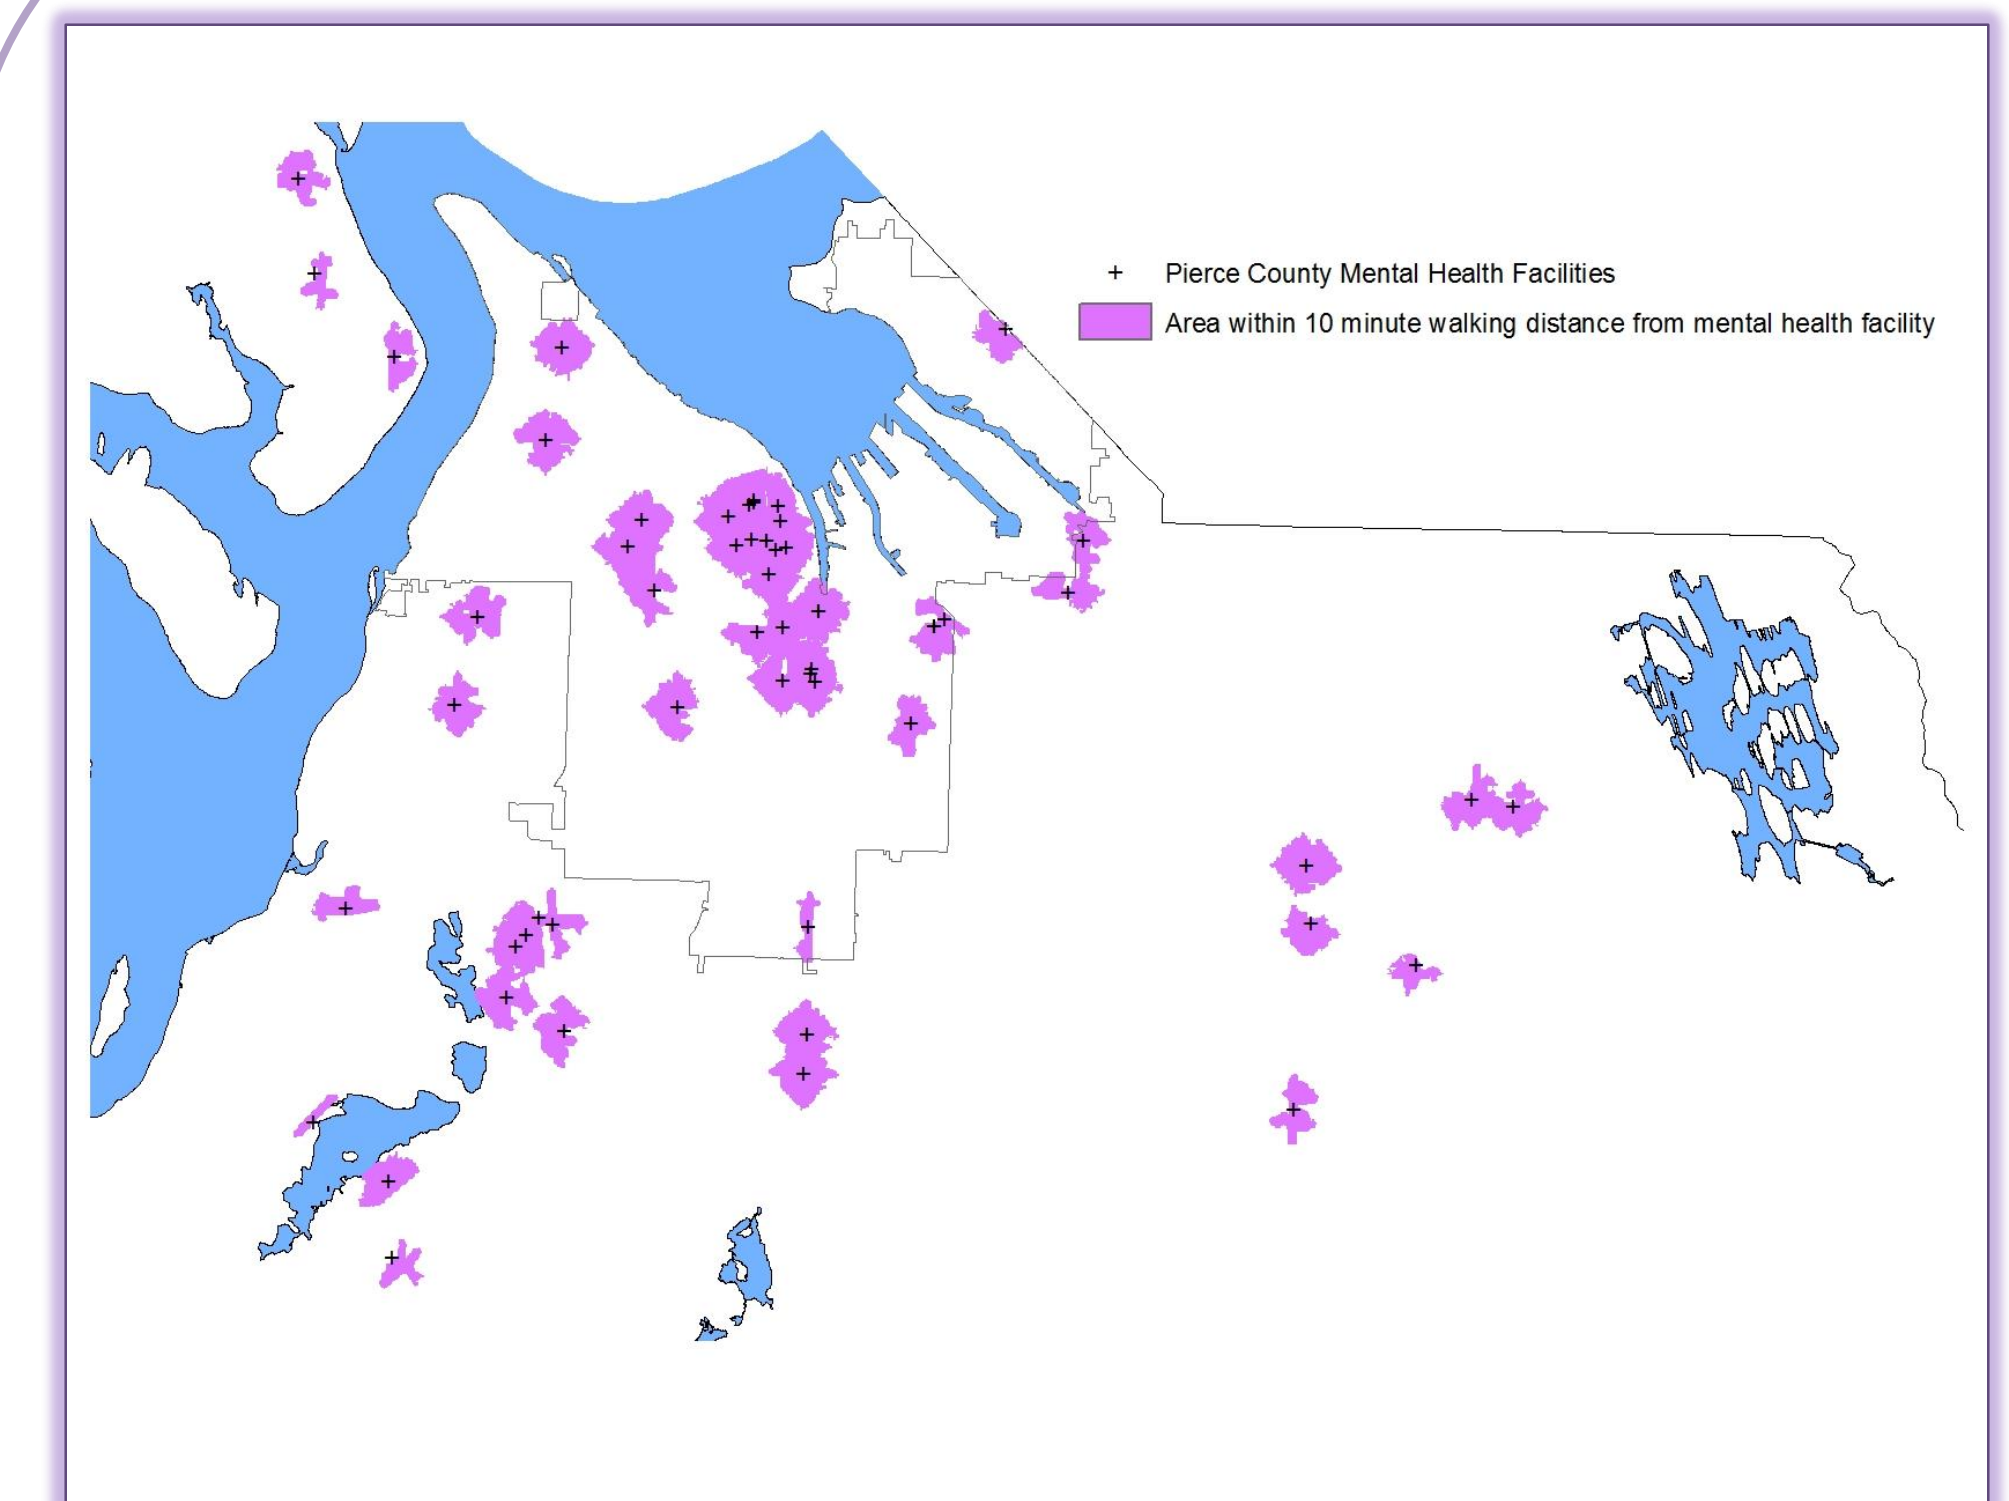 Pierce County Mental Health Facilities
Area within 10 minute walking distance from mental health facility